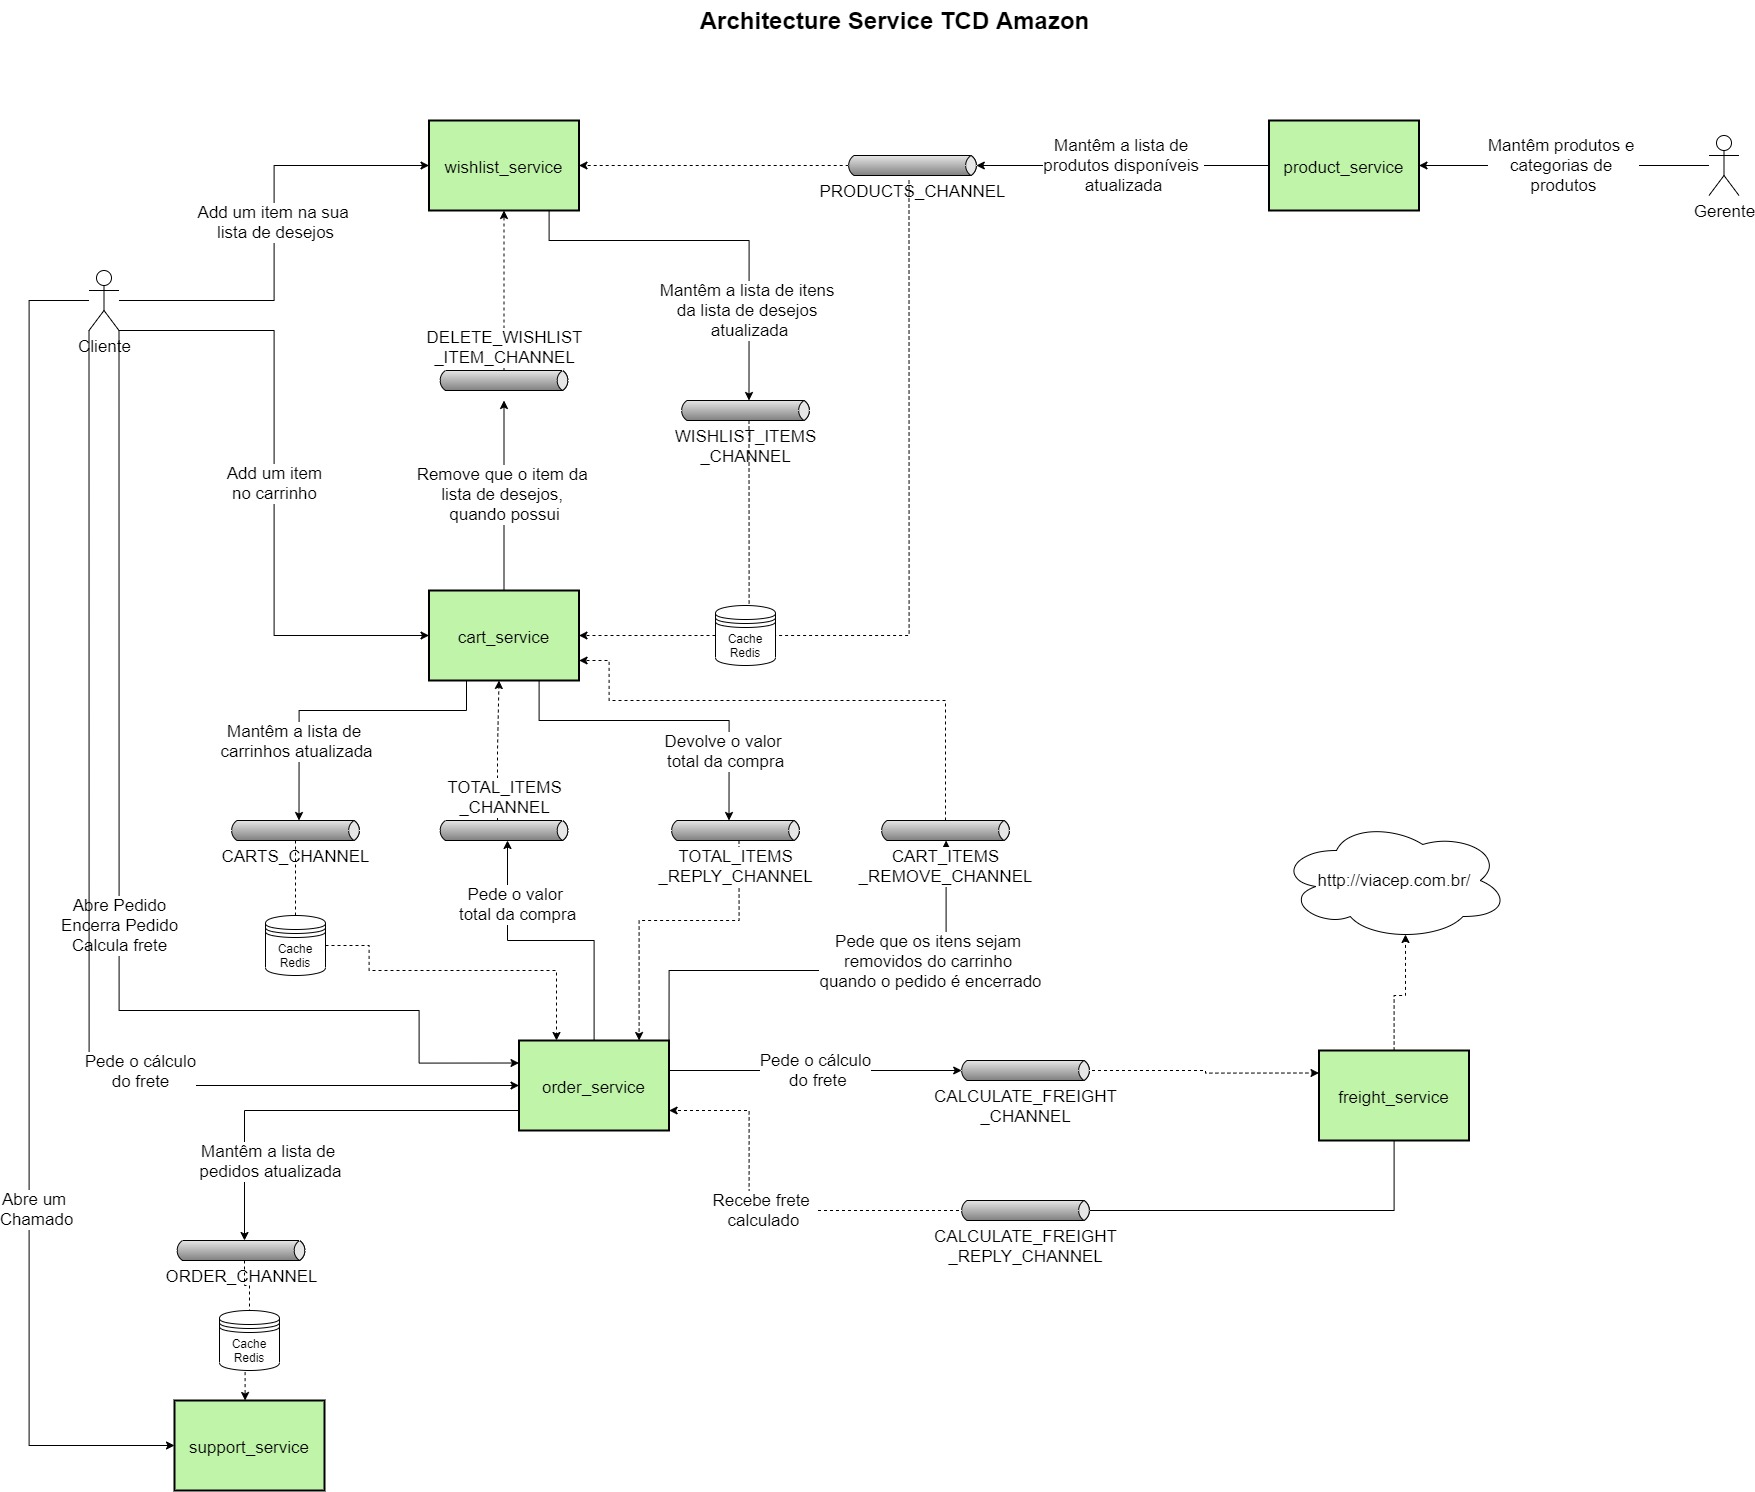 Architecture Service TCD Amazon
wishlist_service
PRODUCTS_CHANNEL
Mantêm a lista de
produtos disponíveis
atualizada
product_service
Mantêm produtos e
categorias de
produtos
Gerente
Add um item na sua
lista de desejos
Cliente
DELETE_WISHLIST
_ITEM_CHANNEL
Mantêm a lista de itens
da lista de desejos
atualizada
WISHLIST_ITEMS
_CHANNEL
Add um item
no carrinho
Remove que o item da
lista de desejos,
quando possui
cart_service
Cache
Redis
Mantêm a lista de
carrinhos atualizada
CARTS_CHANNEL
TOTAL_ITEMS
_CHANNEL
Devolve o valor
total da compra
TOTAL_ITEMS
_REPLY_CHANNEL
CART_ITEMS
_REMOVE_CHANNEL
http://viacep.com.br/
Abre Pedido
Encerra Pedido
Calcula frete
Cache
Redis
Pede o valor
total da compra
Pede que os itens sejam
removidos do carrinho
quando o pedido é encerrado
Pede o cálculo
do frete
order_service
Pede o cálculo
do frete
CALCULATE_FREIGHT
_CHANNEL
freight_service
Mantêm a lista de
pedidos atualizada
Recebe frete
calculado
CALCULATE_FREIGHT
_REPLY_CHANNEL
Abre um
Chamado
ORDER_CHANNEL
Cache
Redis
support_service